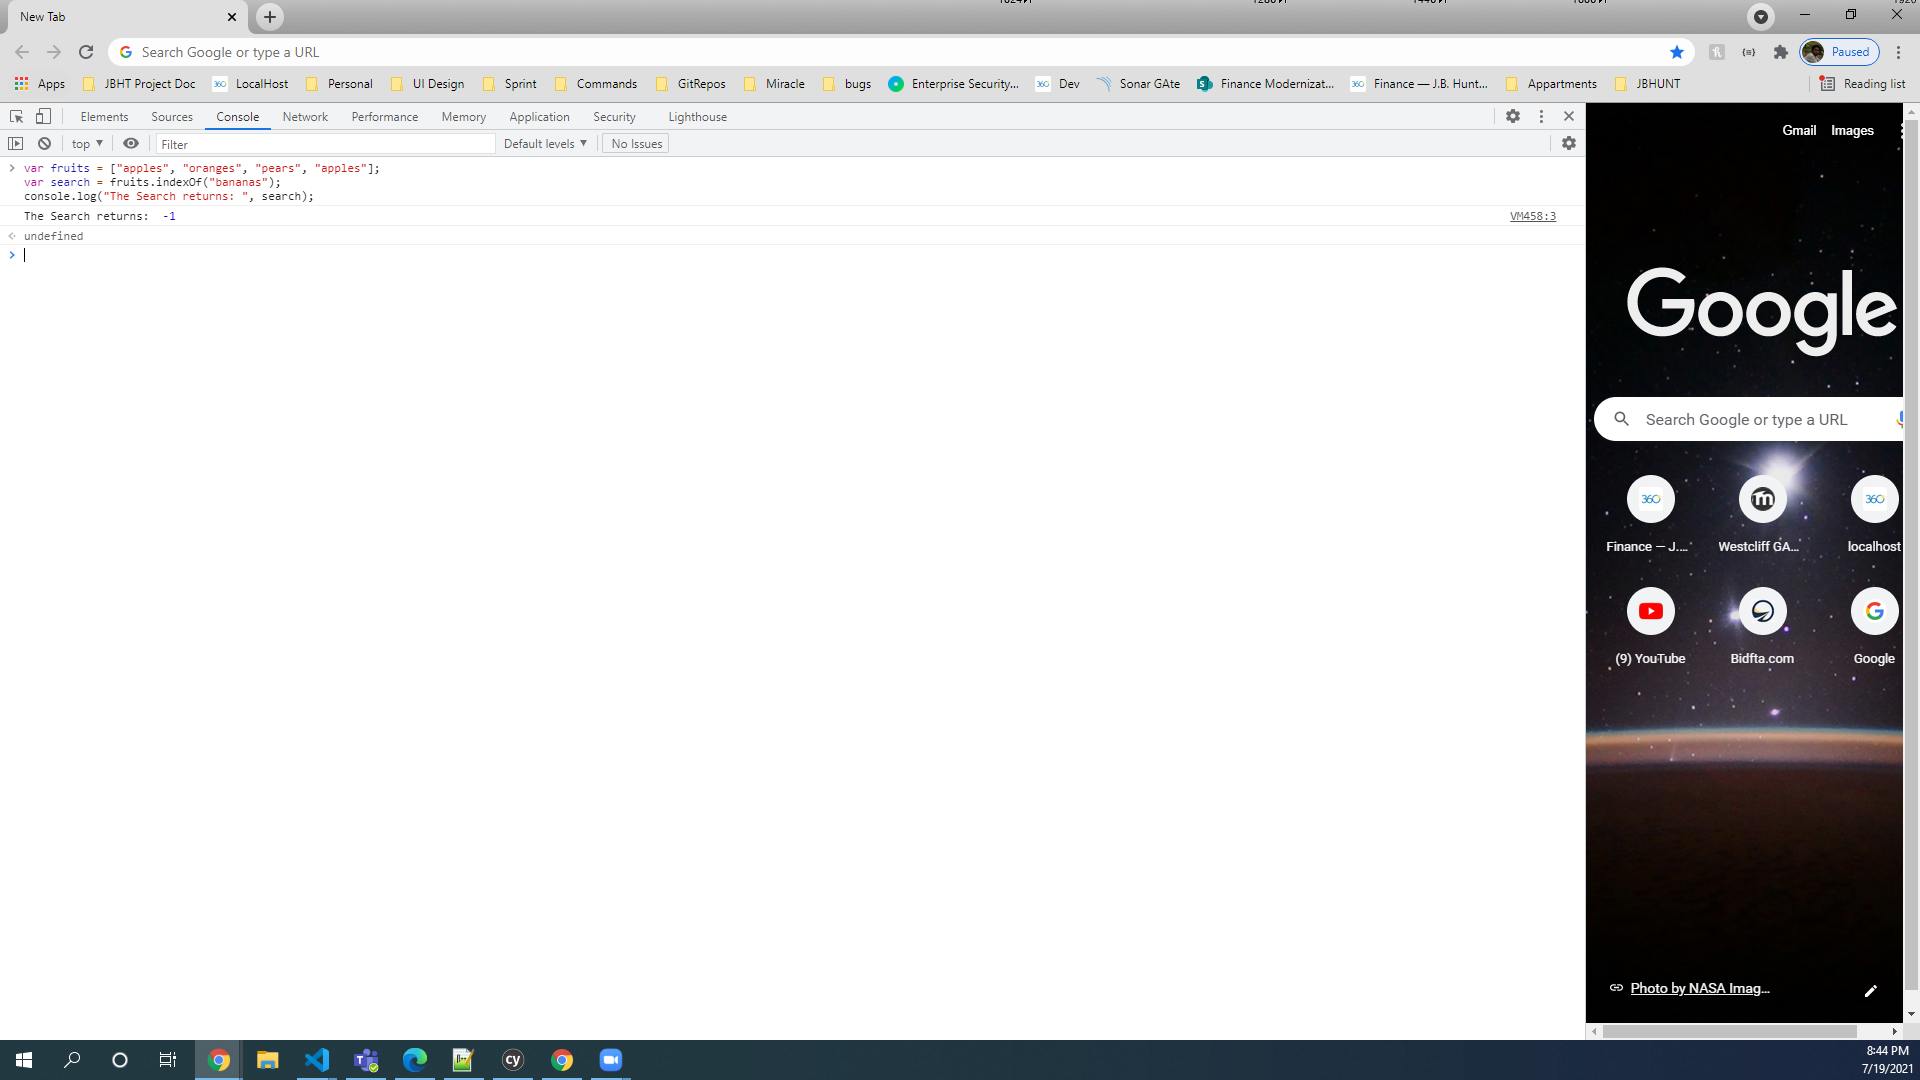 New Tab
Search Google or type a URL
Paused
Apps JBHT Project Doc LocalHost Personal UI Design Sprint Commands GitRepos Miracle bugs Enterprise Security... Dev Sonar GAte Finance Modernizat... Finance — J.B. Hunt... Appartments JBHUNT Reading list
Elements Sources Console Network Performance Memory Application Security Lighthouse
top Filter Default levels No Issues
var fruits = ["apples", "oranges", "pears", "apples"];
var search = fruits.indexOf("bananas");
console.log("The Search returns: ", search);
The Search returns:  -1 VM458:3
undefined
Gmail Images
Google
Search Google or type a URL
360 m 360
Finance — J.... Westcliff GA... localhost
(9) YouTube Bidfta.com Google
Photo by NASA Imag...
cy
8:44 PM
7/19/2021